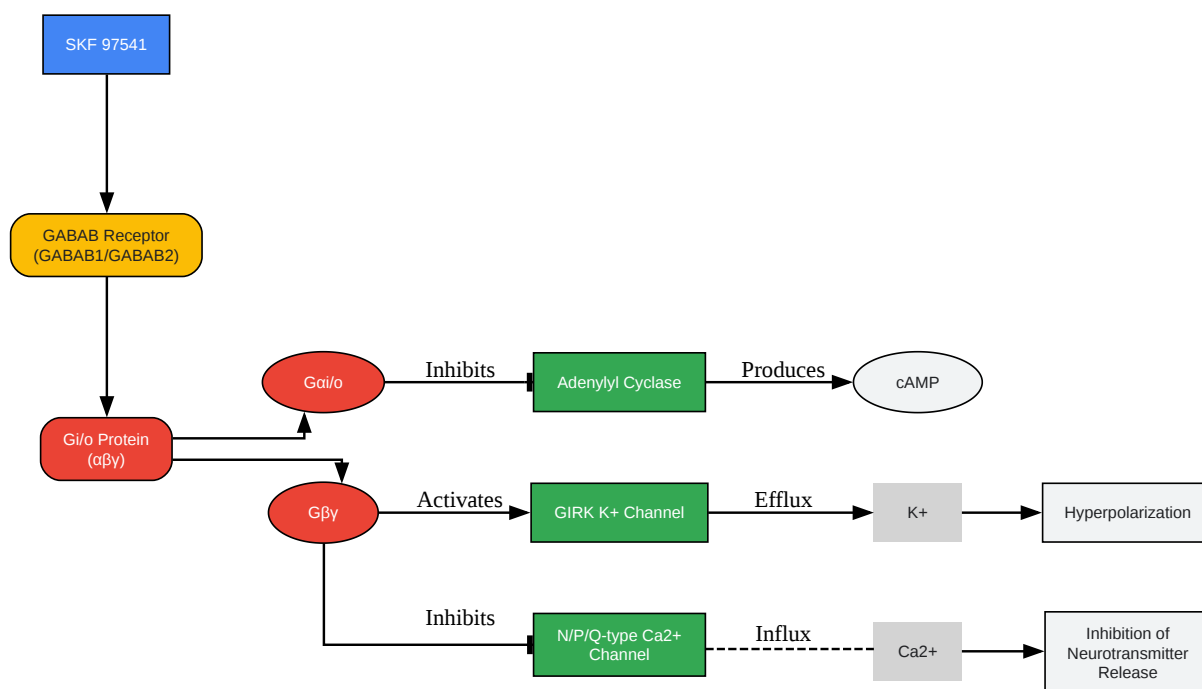 SKF 97541
GABAB Receptor
(GABAB1/GABAB2)
Gi/o Protein
(αβγ)
Gαi/o
Inhibits
Adenylyl Cyclase
Produces
cAMP
Gβγ
Activates
GIRK K+ Channel
Efflux
K+
Hyperpolarization
Inhibits
N/P/Q-type Ca2+
Channel
Influx
Ca2+
Inhibition of
Neurotransmitter
Release